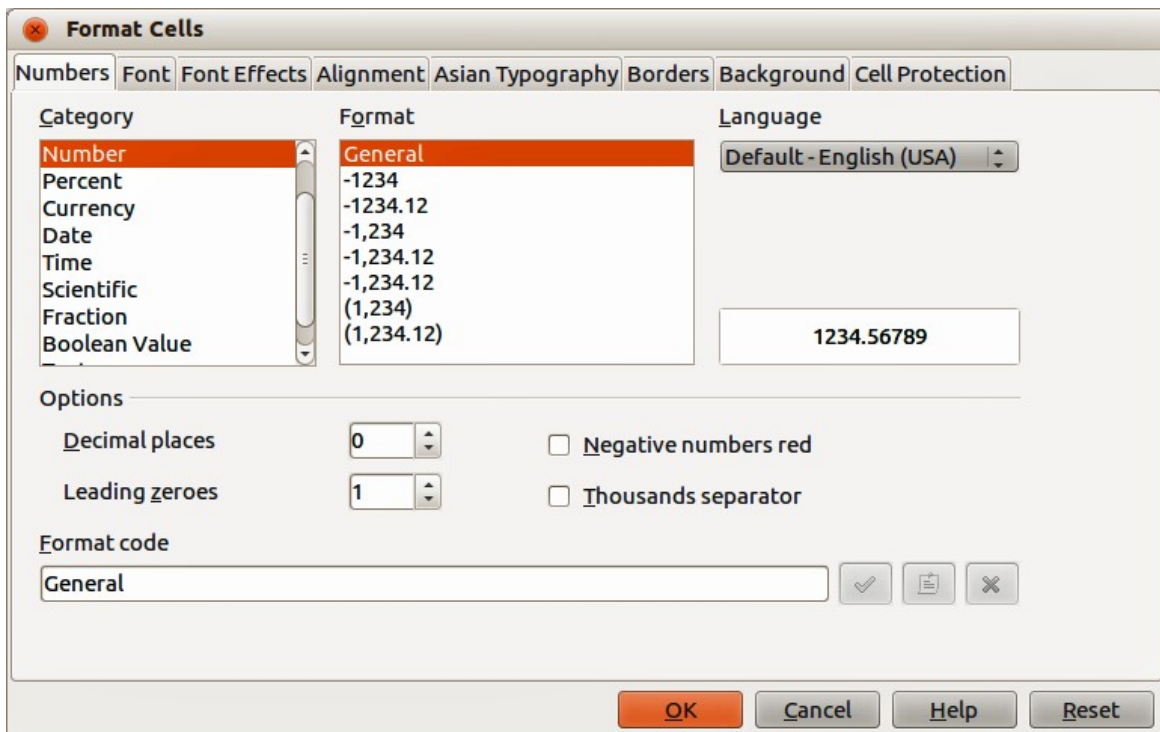 Format Cells
Numbers Font Font Effects Alignment Asian Typography Borders Background Cell Protection
Category
Number
Percent
Currency
Date
Time
Scientific
Fraction
Boolean Value
Format
General
-1234
-1234.12
-1,234
-1,234.12
-1,234.12
(1,234)
(1,234.12)
Language
Default - English (USA)
1234.56789
Options
Decimal places 0
Negative numbers red
Leading zeroes 1
Thousands separator
Format code
General
OK Cancel Help Reset